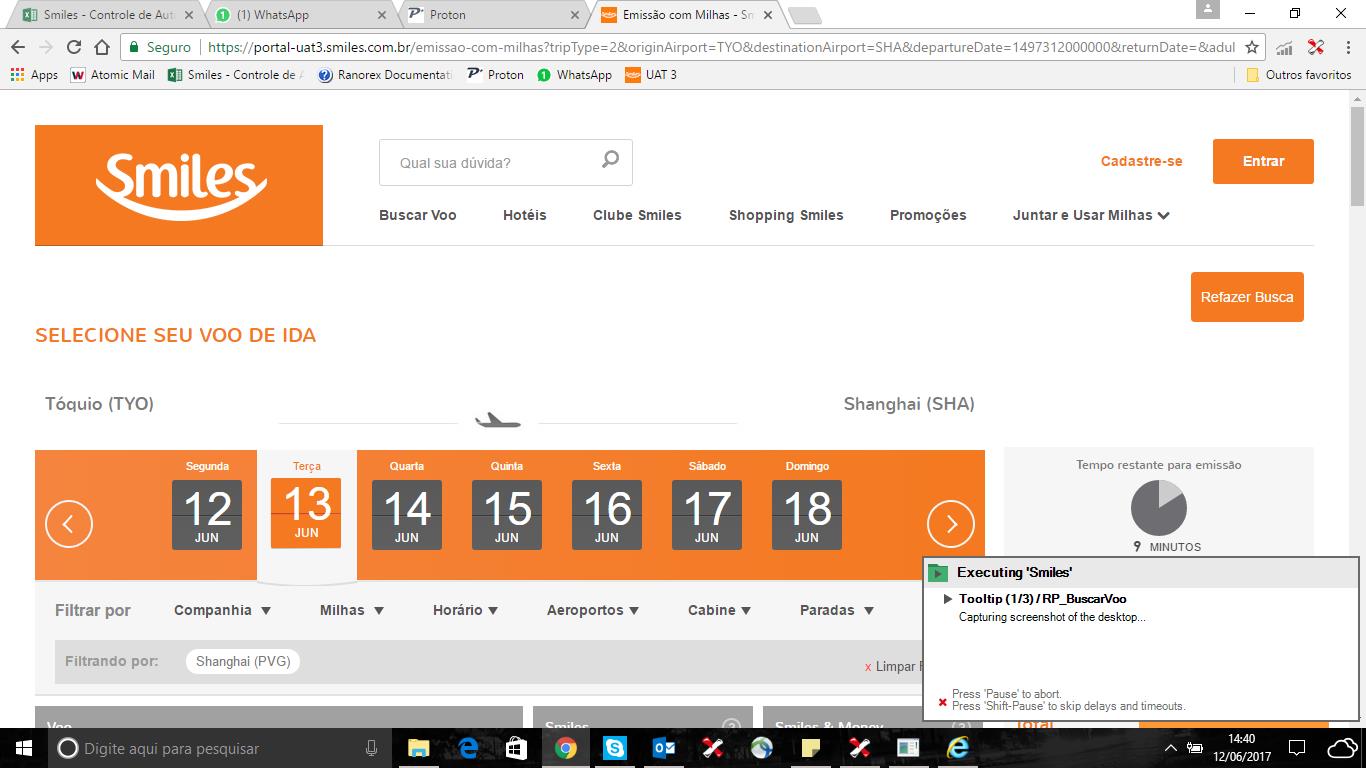 Smiles - Controle de Aut
(1) WhatsApp
Proton
Emissão com Milhas - Sm
Seguro
https://portal-uat3.smiles.com.br/emissao-com-milhas?tripType=2&originAirport=TYO&destinationAirport=SHA&departureDate=1497312000000&returnDate=&adul
Apps
Atomic Mail
Smiles - Controle de A
Ranorex Documentati
Proton
WhatsApp
UAT 3
Outros favoritos
Smiles
Qual sua dúvida?
Cadastre-se
Entrar
Buscar Voo
Hotéis
Clube Smiles
Shopping Smiles
Promoções
Juntar e Usar Milhas
Refazer Busca
SELECIONE SEU VOO DE IDA
Tóquio (TYO)
Shanghai (SHA)
Segunda
12
JUN
Terça
13
JUN
Quarta
14
JUN
Quinta
15
JUN
Sexta
16
JUN
Sábado
17
JUN
Domingo
18
JUN
Tempo restante para emissão
9 MINUTOS
Filtrar por
Companhia
Milhas
Horário
Aeroportos
Cabine
Paradas
Filtrando por:
Shanghai (PVG)
x Limpar F
Voo
Smiles
Smiles & Money
Total
Executing 'Smiles'
Tooltip (1/3) / RP_BuscarVoo
Capturing screenshot of the desktop...
Press 'Pause' to abort.
Press 'Shift-Pause' to skip delays and timeouts.
Digite aqui para pesquisar
14:40
12/06/2017